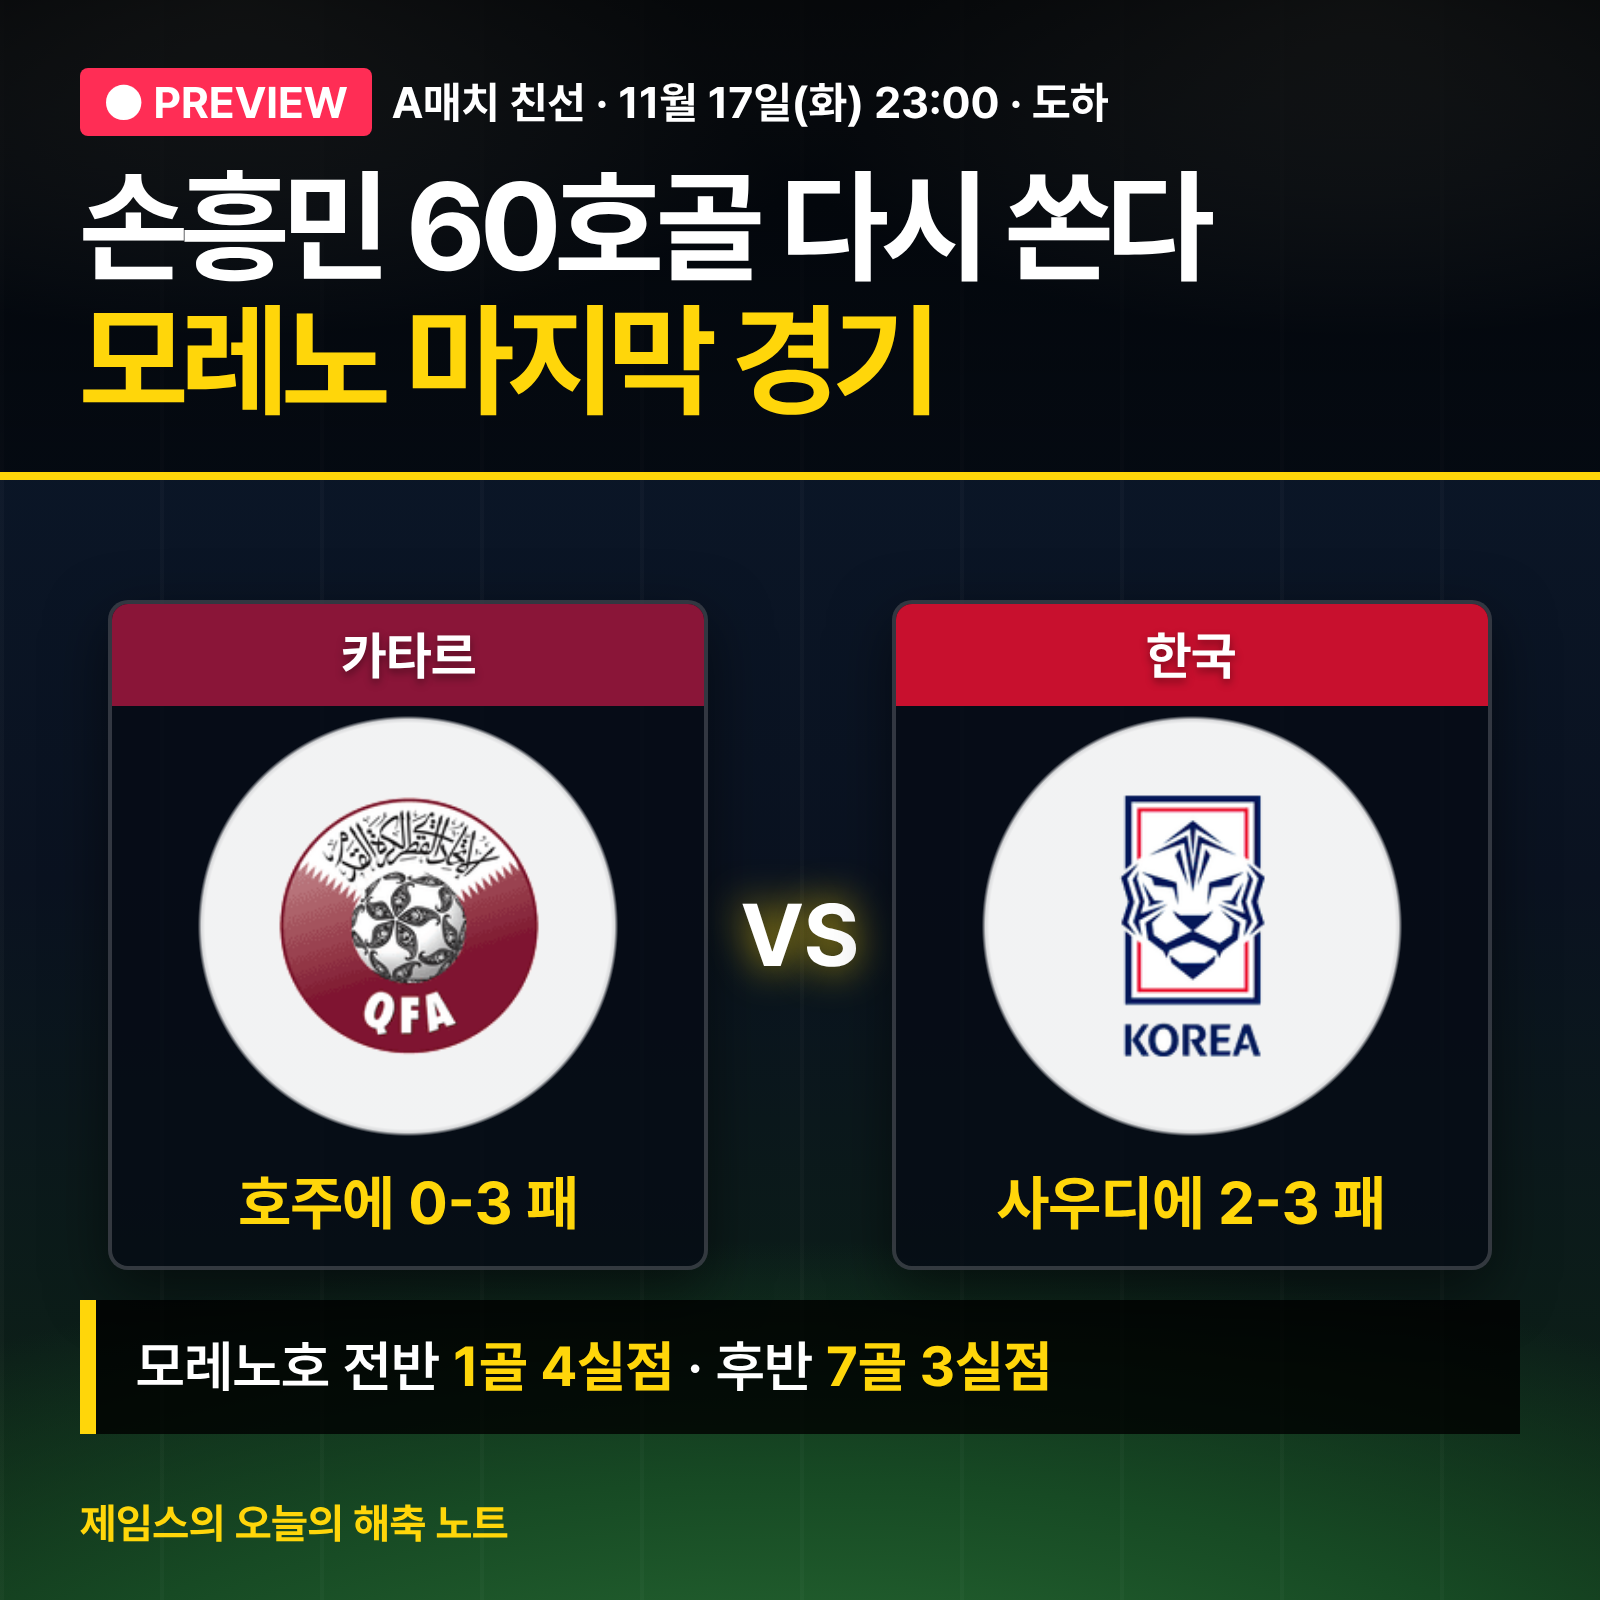 PREVIEW A매치 친선 · 11월 17일(화) 23:00 · 도하
손흥민 60호골 다시 쏜다
모레노 마지막 경기
카타르
한국
الاتحاد القطري لكرة القدم
QFA
VS
KOREA
호주에 0-3 패
사우디에 2-3 패
모레노호 전반 1골 4실점 · 후반 7골 3실점
제임스의 오늘의 해축 노트